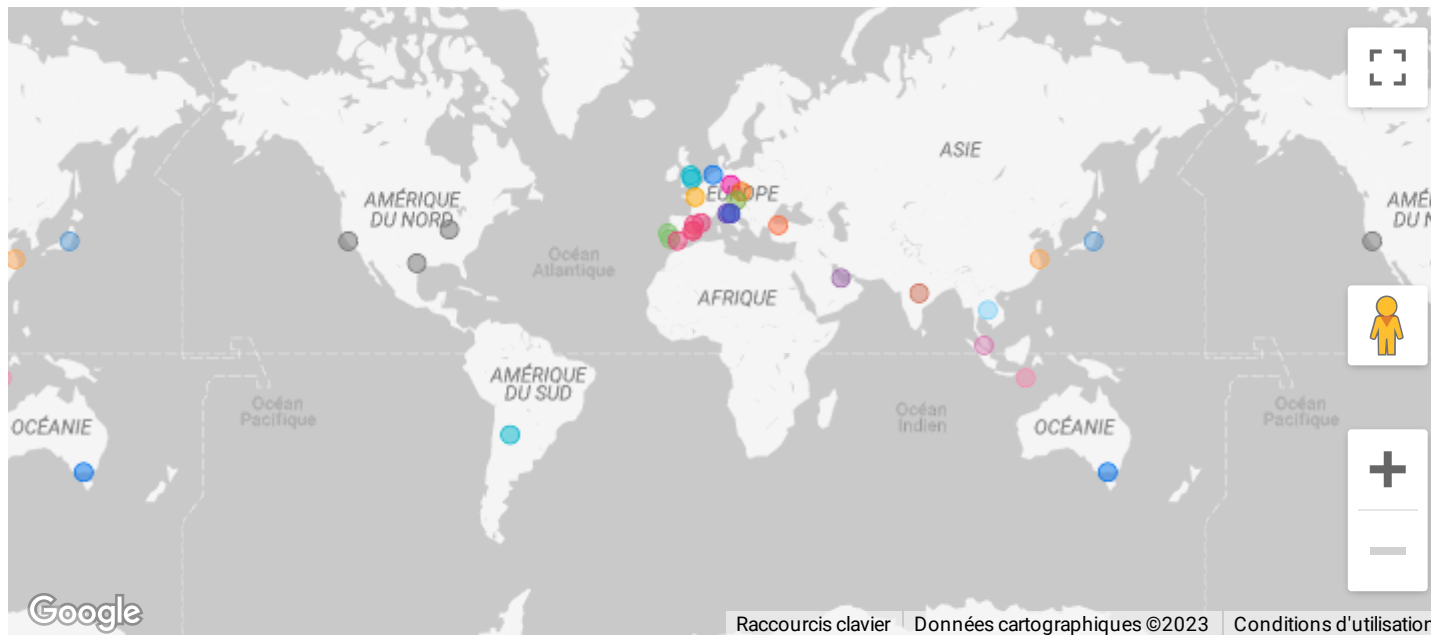 ASIE
AMÉRIQUE
DU NORD
EUROPE
AMÉ
DU N
Océan
Atlantique
AFRIQUE
AMÉRIQUE
DU SUD
Océan
Pacifique
Océan
Indien
Océan
Pacifique
OCÉANIE
OCÉANIE
Google
Raccourcis clavier
Données cartographiques ©2023
Conditions d'utilisation